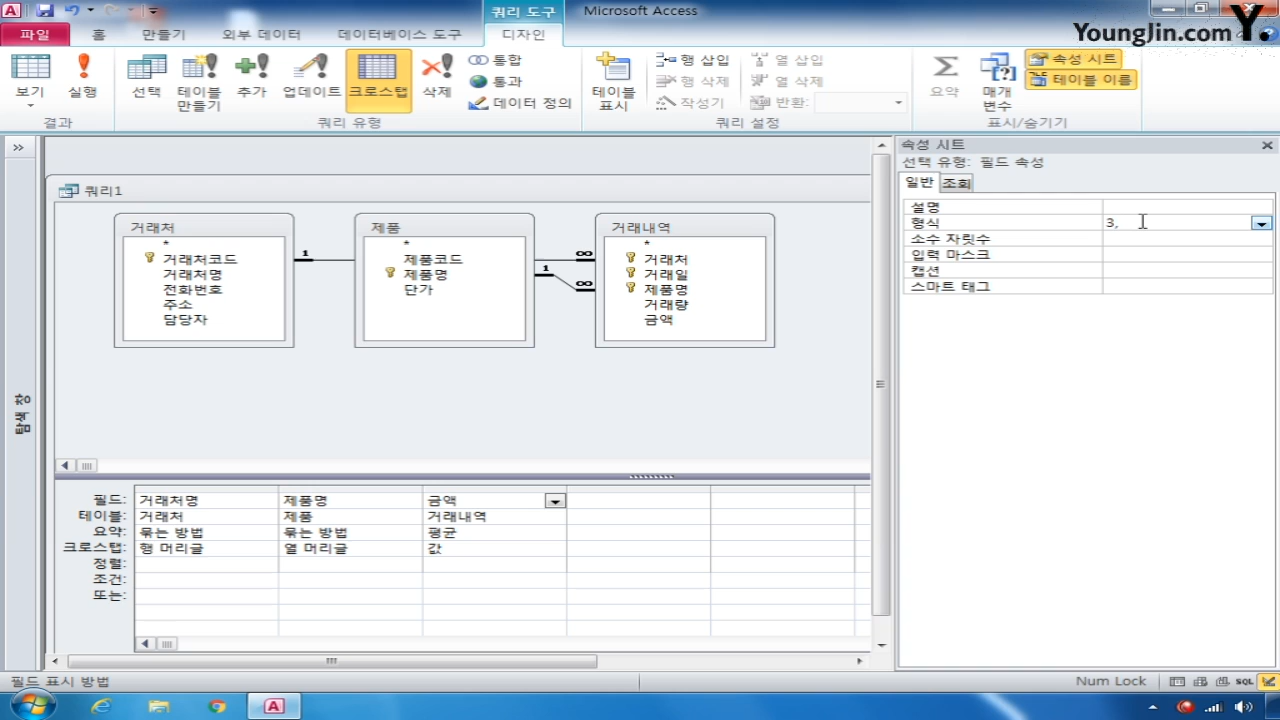 쿼리 도구
Microsoft Access
YoungJin.com Y.
파일
홈
만들기
외부 데이터
데이터베이스 도구
디자인
보기
실행
결과
선택
테이블
만들기
추가
업데이트
크로스탭
삭제
통합
통과
데이터 정의
쿼리 유형
테이블
표시
행 삽입
행 삭제
작성기
열 삽입
열 삭제
반환:
쿼리 설정
요약
매개
변수
속성 시트
테이블 이름
표시/숨기기
탐색 창
쿼리1
거래처
*
거래처코드
거래처명
전화번호
주소
담당자
제품
*
제품코드
제품명
단가
거래내역
*
거래처
거래일
제품명
거래량
금액
1
∞
1
∞
필드: 거래처명 제품명 금액
테이블: 거래처 제품 거래내역
요약: 묶는 방법 묶는 방법 평균
크로스탭: 행 머리글 열 머리글 값
정렬:
조건:
또는:
속성 시트
선택 유형: 필드 속성
일반
조회
설명
형식 3,
소수 자릿수
입력 마스크
캡션
스마트 태그
필드 표시 방법
Num Lock
SQL